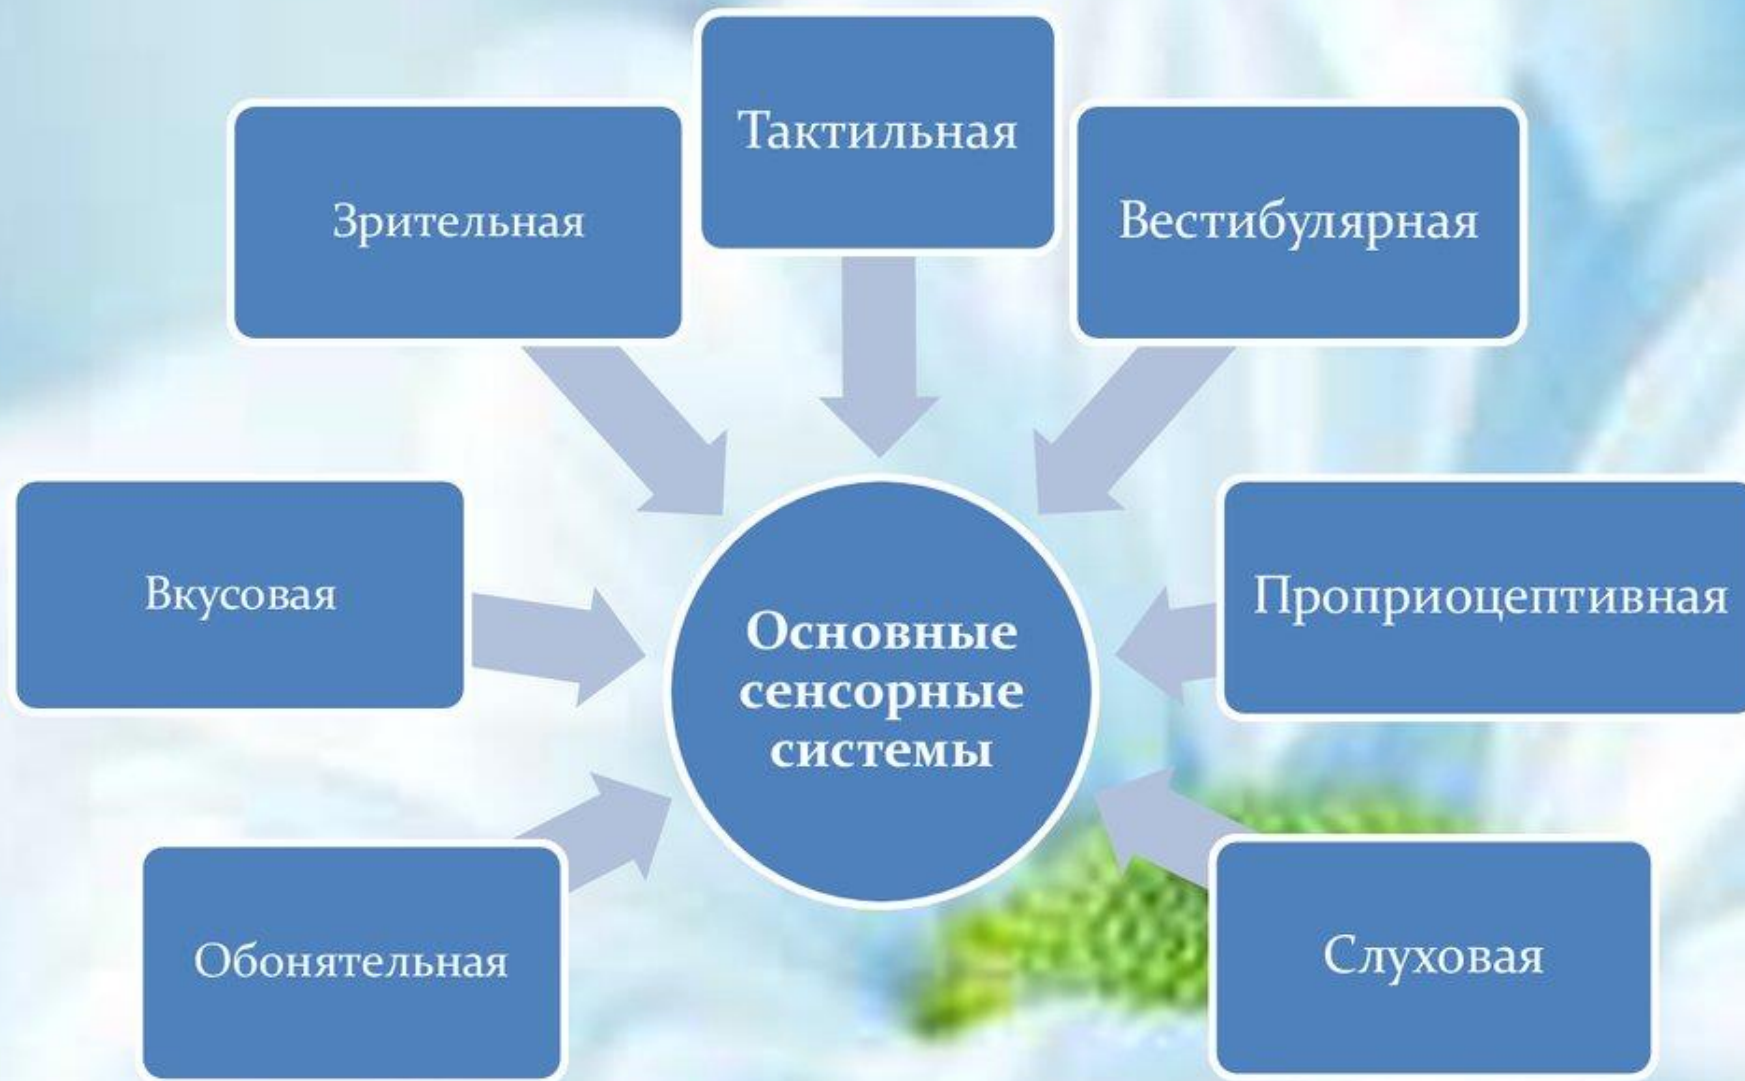 Тактильная
Зрительная
Вестибулярная
Вкусовая
Проприоцептивная
Основные
сенсорные
системы
Обонятельная
Слуховая